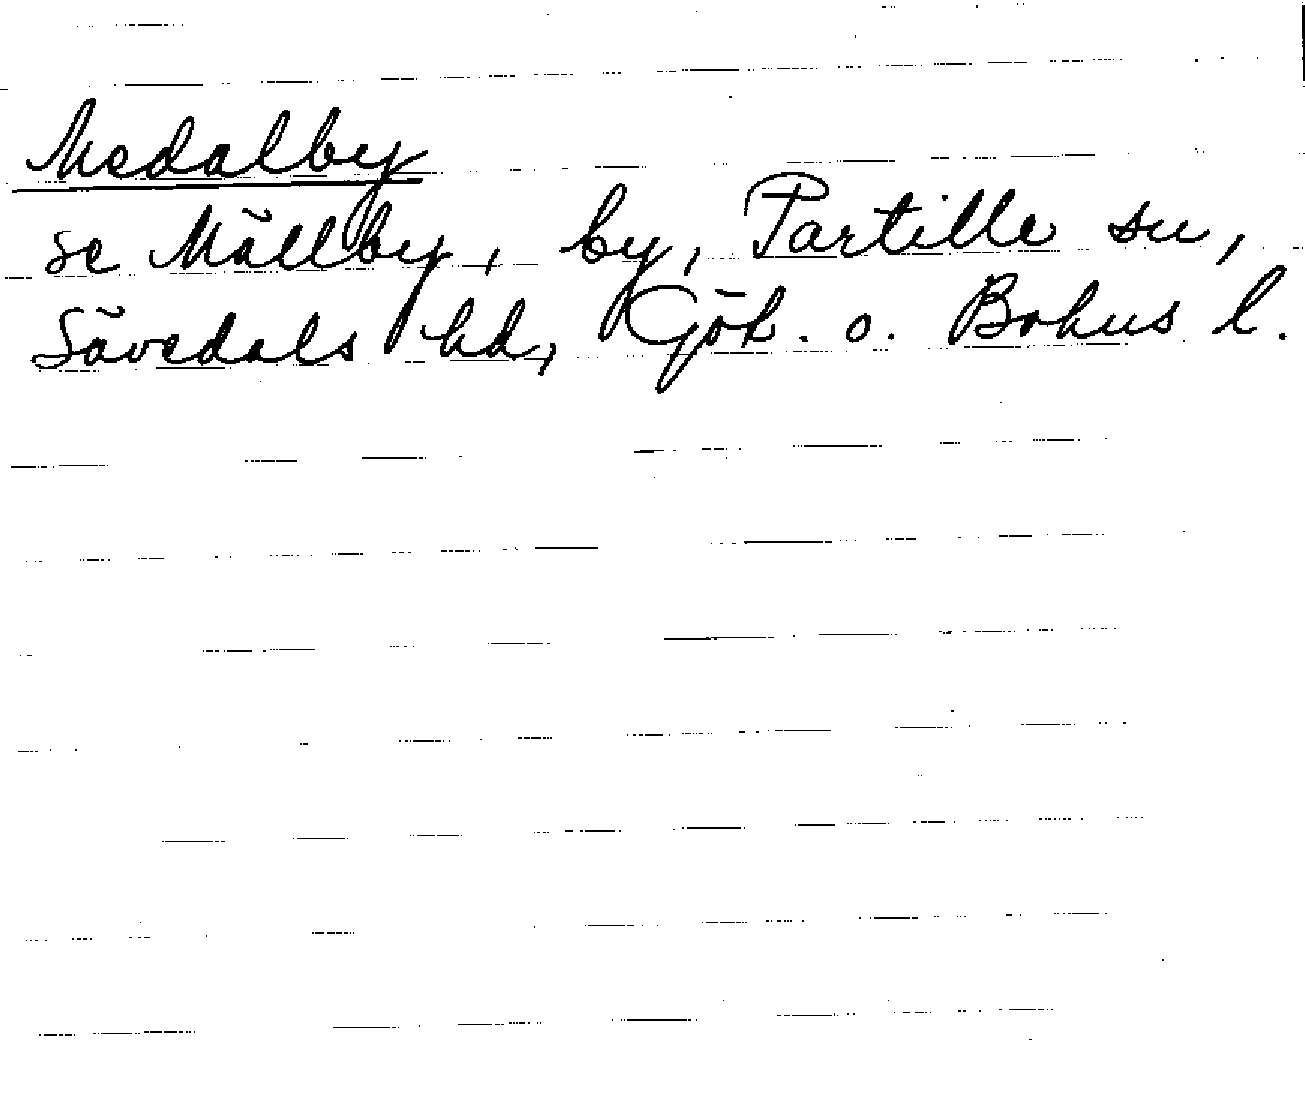 Medalby
se Mällby, by, Partille sn,
Sävedals hd, Göt. o. Bohus l.